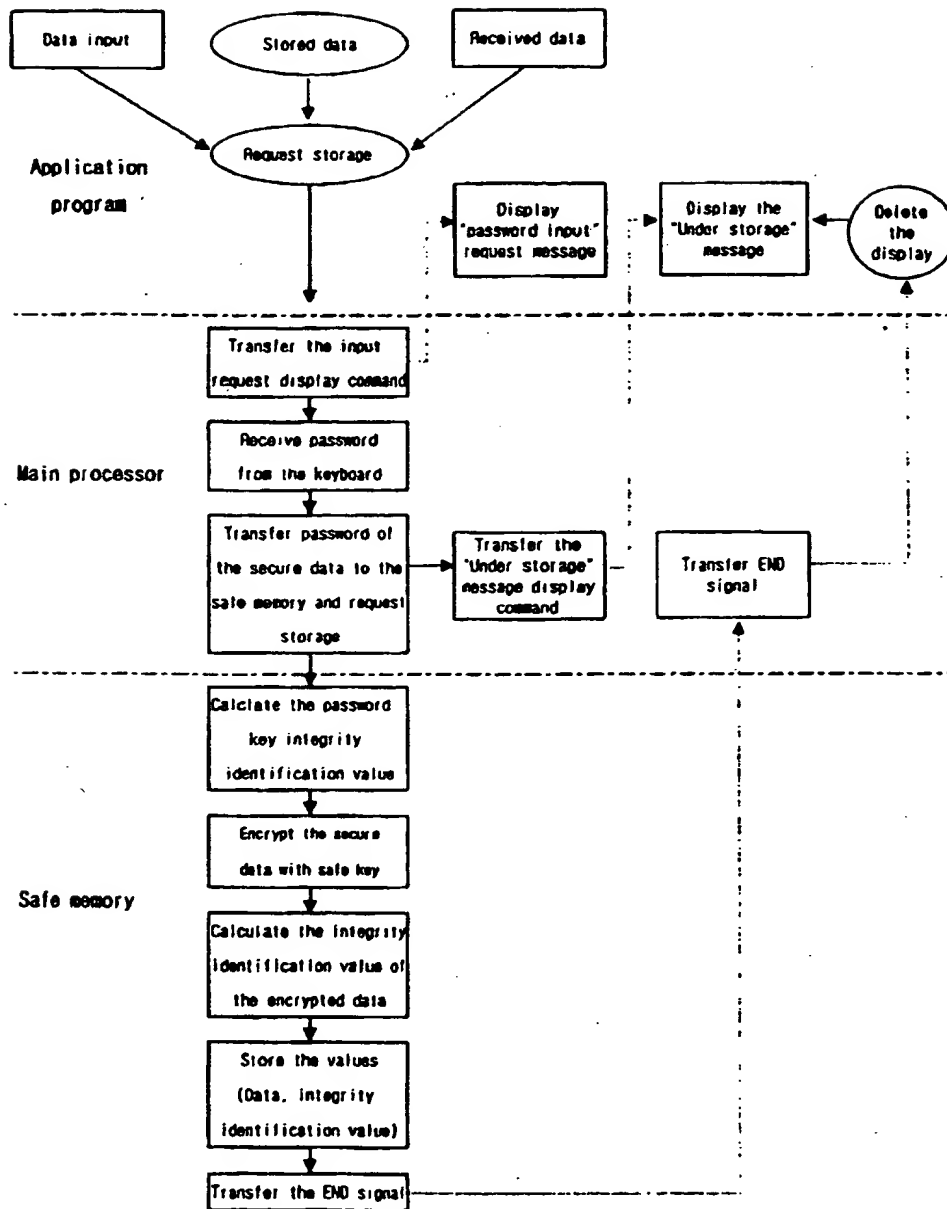 Data input
Stored data
Received data
Request storage
Application
program
Display
"password input"
request message
Display the
"Under storage"
message
Delete
the
display
Transfer the input
request display command
Receive password
from the keyboard
Main processor
Transfer password of
the secure data to the
safe memory and request
storage
Transfer the
"Under storage"
message display
command
Transfer END
signal
Calclate the password
key integrity
identification value
Encrypt the secure
data with safe key
Safe memory
Calculate the integrity
identification value of
the encrypted data
Store the values
(Data, integrity
identification value)
Transfer the END signal